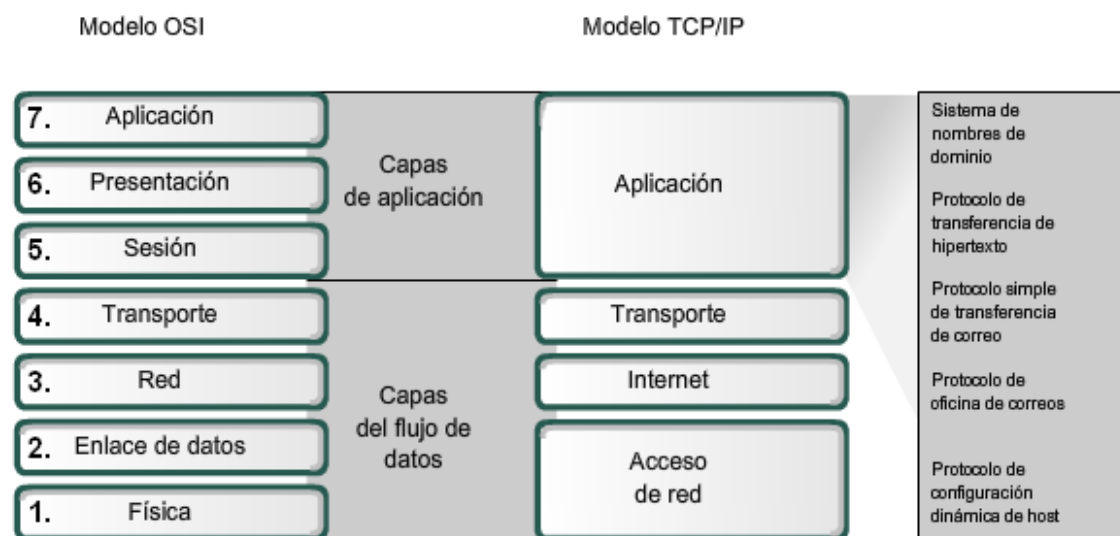 Modelo OSI
Modelo TCP/IP
7. Aplicación
6. Presentación
5. Sesión
4. Transporte
3. Red
2. Enlace de datos
1. Física
Capas
de aplicación
Capas
del flujo de
datos
Aplicación
Transporte
Internet
Acceso
de red
Sistema de
nombres de
dominio
Protocolo de
transferencia de
hipertexto
Protocolo simple
de transferencia
de correo
Protocolo de
oficina de correos
Protocolo de
configuración
dinámica de host